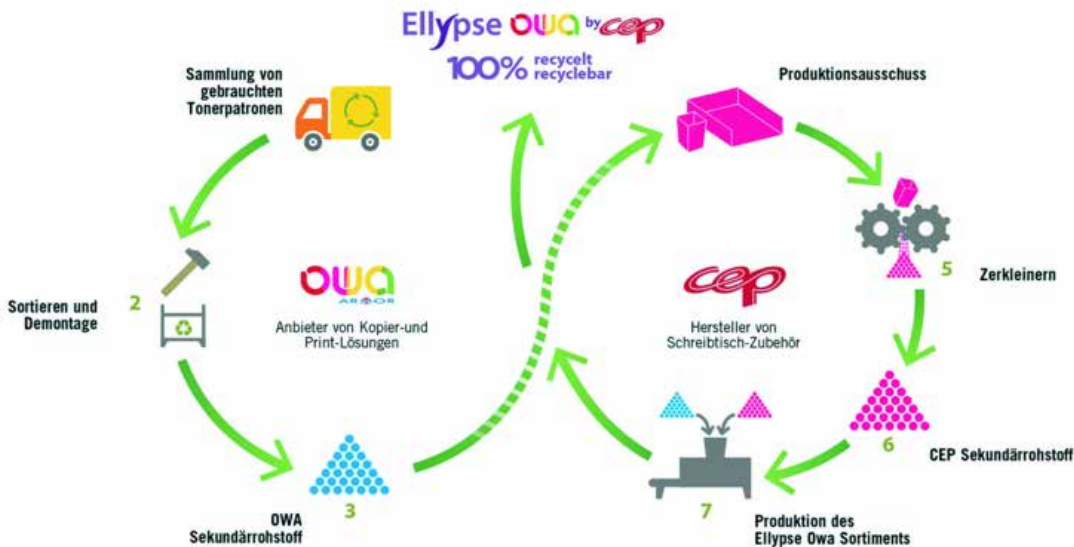 Ellypse owa by cep
100% recycelt
recyclebar
Sammlung von
gebrauchten
Tonerpatronen
2
Sortieren und
Demontage
owa
ARMOR
Anbieter von Kopier-und
Print-Lösungen
3
OWA
Sekundärrohstoff
Produktionsausschuss
5
Zerkleinern
cep
Hersteller von
Schreibtisch-Zubehör
6
CEP Sekundärrohstoff
7
Produktion des
Ellypse Owa Sortiments